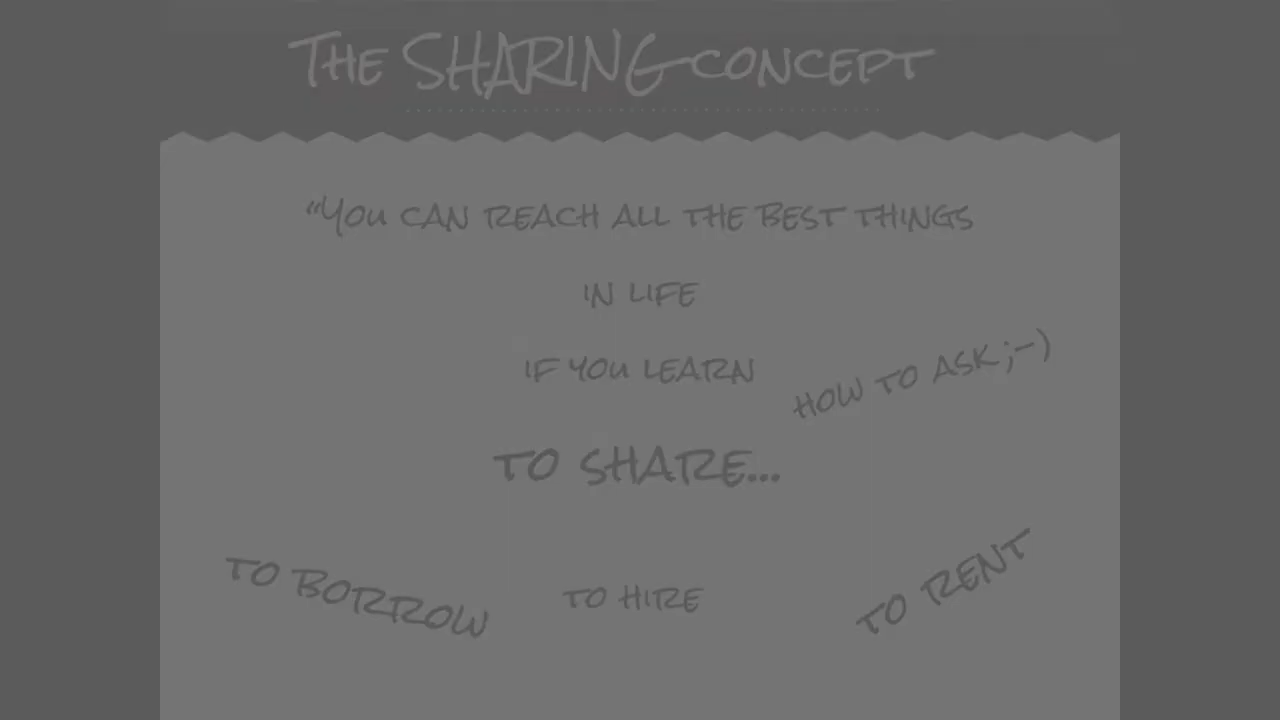 THE SHARING CONCEPT
“YOU CAN REACH ALL THE BEST THINGS
IN LIFE
IF YOU LEARN
HOW TO ASK ;-)
TO SHARE...
TO BORROW
TO HIRE
TO RENT